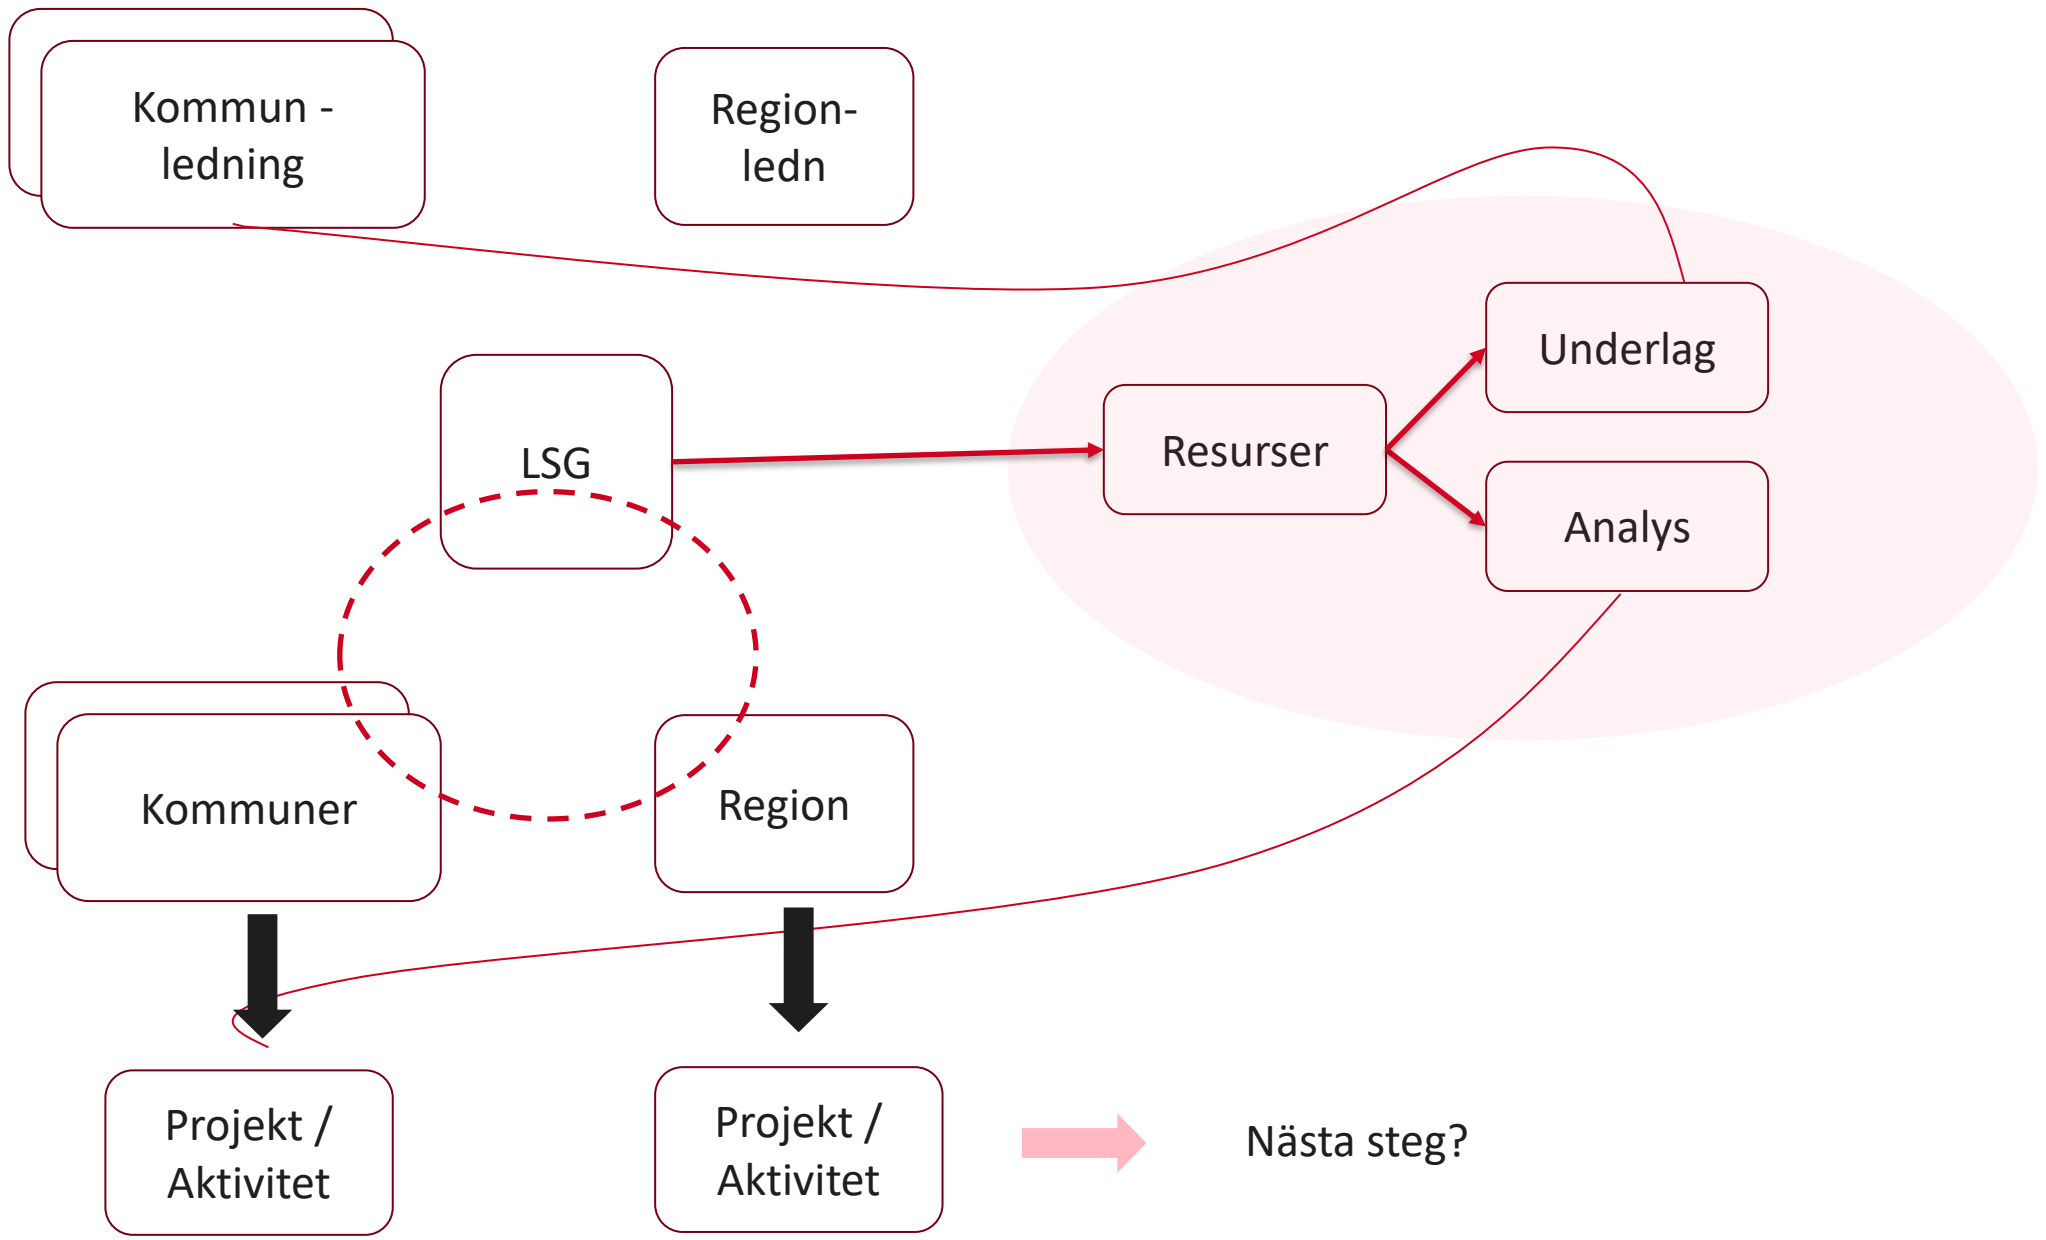 Kommun -
ledning
Region-
ledn
Underlag
LSG
Resurser
Analys
Kommuner
Region
Projekt /
Aktivitet
Projekt /
Aktivitet
Nästa steg?